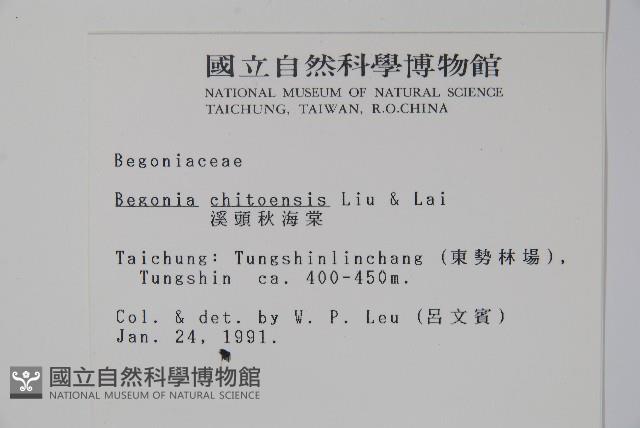 國立自然科學博物館
NATIONAL MUSEUM OF NATURAL SCIENCE
TAICHUNG, TAIWAN, R.O.CHINA
Begoniaceae
Begonia chitoensis Liu & Lai
溪頭秋海棠
Taichung: Tungshinlinchang (東勢林場),
Tungshin ca. 400-450m.
Col. & det. by W. P. Leu (呂文賓)
Jan. 24, 1991.
國立自然科學博物館
NATIONAL MUSEUM OF NATURAL SCIENCE